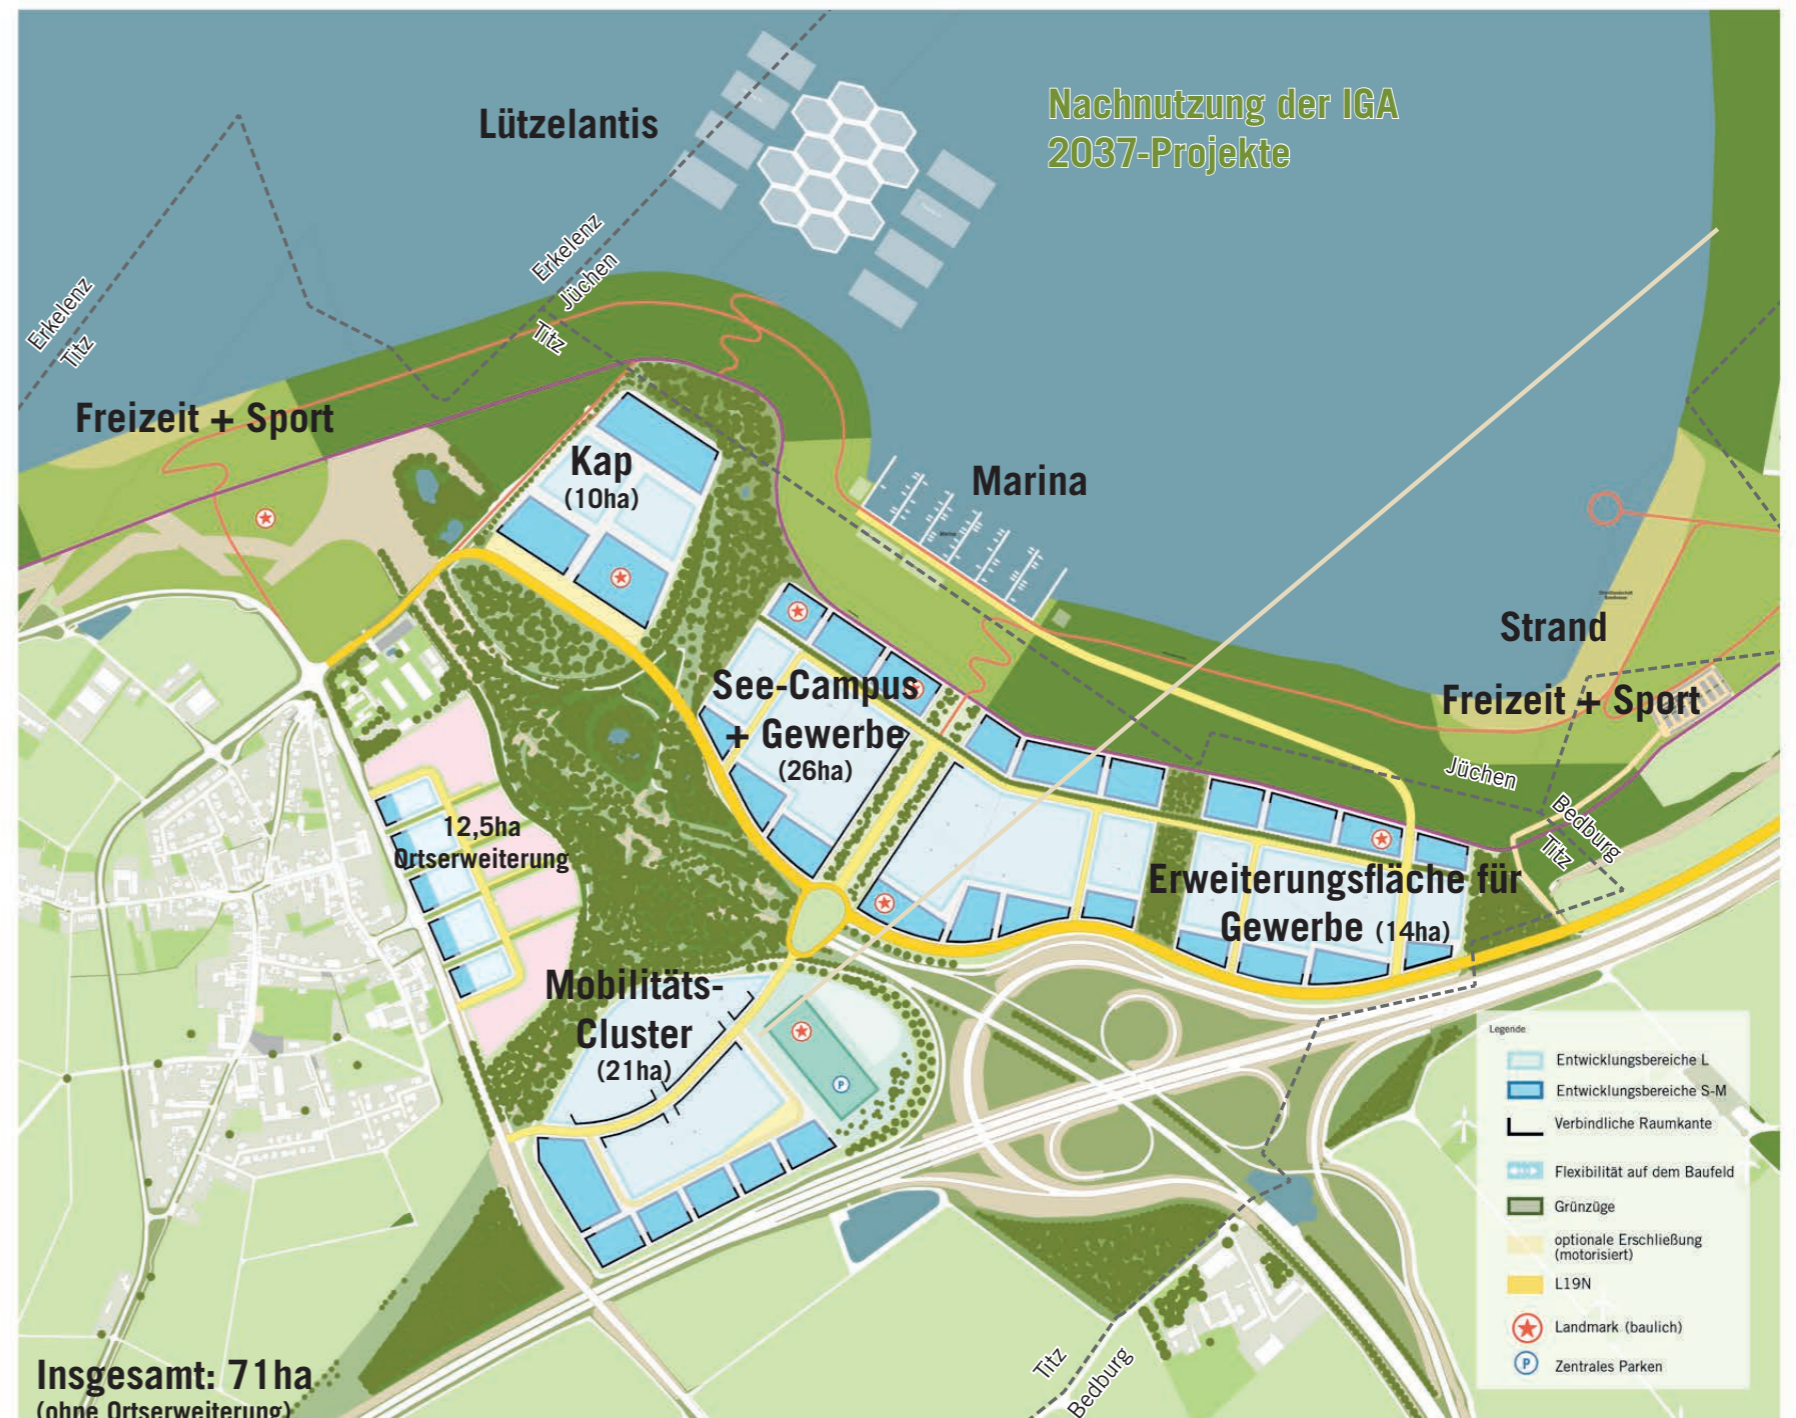 Lützelantis
Nachnutzung der IGA
2037-Projekte
Erkelenz
Titz
Erkelenz
Jüchen
Titz
Freizeit + Sport
Kap
(10ha)
Marina
Marina
Strand
Freizeit + Sport
See-Campus
+ Gewerbe
(26ha)
Jüchen
Bedburg
Titz
12,5ha
Ortserweiterung
Erweiterungsfläche für
Gewerbe (14ha)
Mobilitäts-
Cluster
(21ha)
P
Legende
Entwicklungsbereiche L
Entwicklungsbereiche S-M
Verbindliche Raumkante
Flexibilität auf dem Baufeld
Grünzüge
optionale Erschließung
(motorisiert)
L19N
Landmark (baulich)
P Zentrales Parken
Titz
Bedburg
Insgesamt: 71ha
(ohne Ortserweiterung)